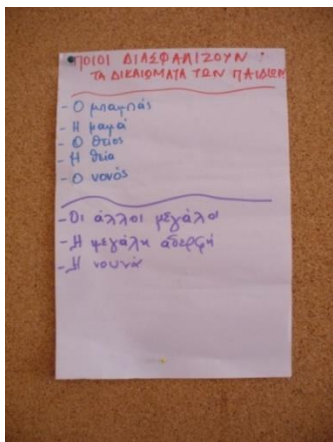 ΠΟΙΟΙ ΔΙΑΣΦΑΛΙΖΟΥΝ
ΤΑ ΔΙΚΑΙΩΜΑΤΑ ΤΩΝ ΠΑΙΔΙΩΝ
- Ο μπαμπάς
- Η μαμά
- Ο θείος
- Η θεία
- Ο νονός
- Οι άλλοι μεγάλοι
- Η μεγάλη αδερφή
- Η νουνά